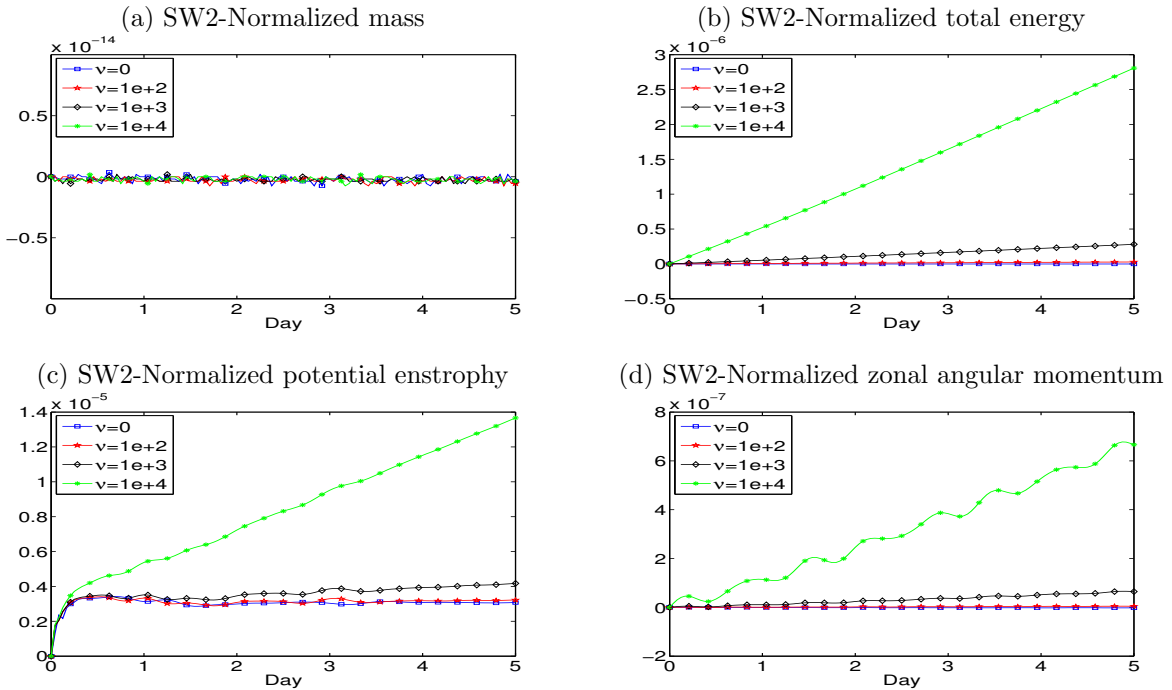 (a) SW2-Normalized mass
x 10^−14
0.5
0
−0.5
ν=0
ν=1e+2
ν=1e+3
ν=1e+4
0 1 2 3 4 5
Day
(b) SW2-Normalized total energy
x 10^−6
3
2.5
2
1.5
1
0.5
0
−0.5
ν=0
ν=1e+2
ν=1e+3
ν=1e+4
0 1 2 3 4 5
Day
(c) SW2-Normalized potential enstrophy
x 10^−5
1.4
1.2
1
0.8
0.6
0.4
0.2
0
ν=0
ν=1e+2
ν=1e+3
ν=1e+4
0 1 2 3 4 5
Day
(d) SW2-Normalized zonal angular momentum
x 10^−7
8
6
4
2
0
−2
ν=0
ν=1e+2
ν=1e+3
ν=1e+4
0 1 2 3 4 5
Day